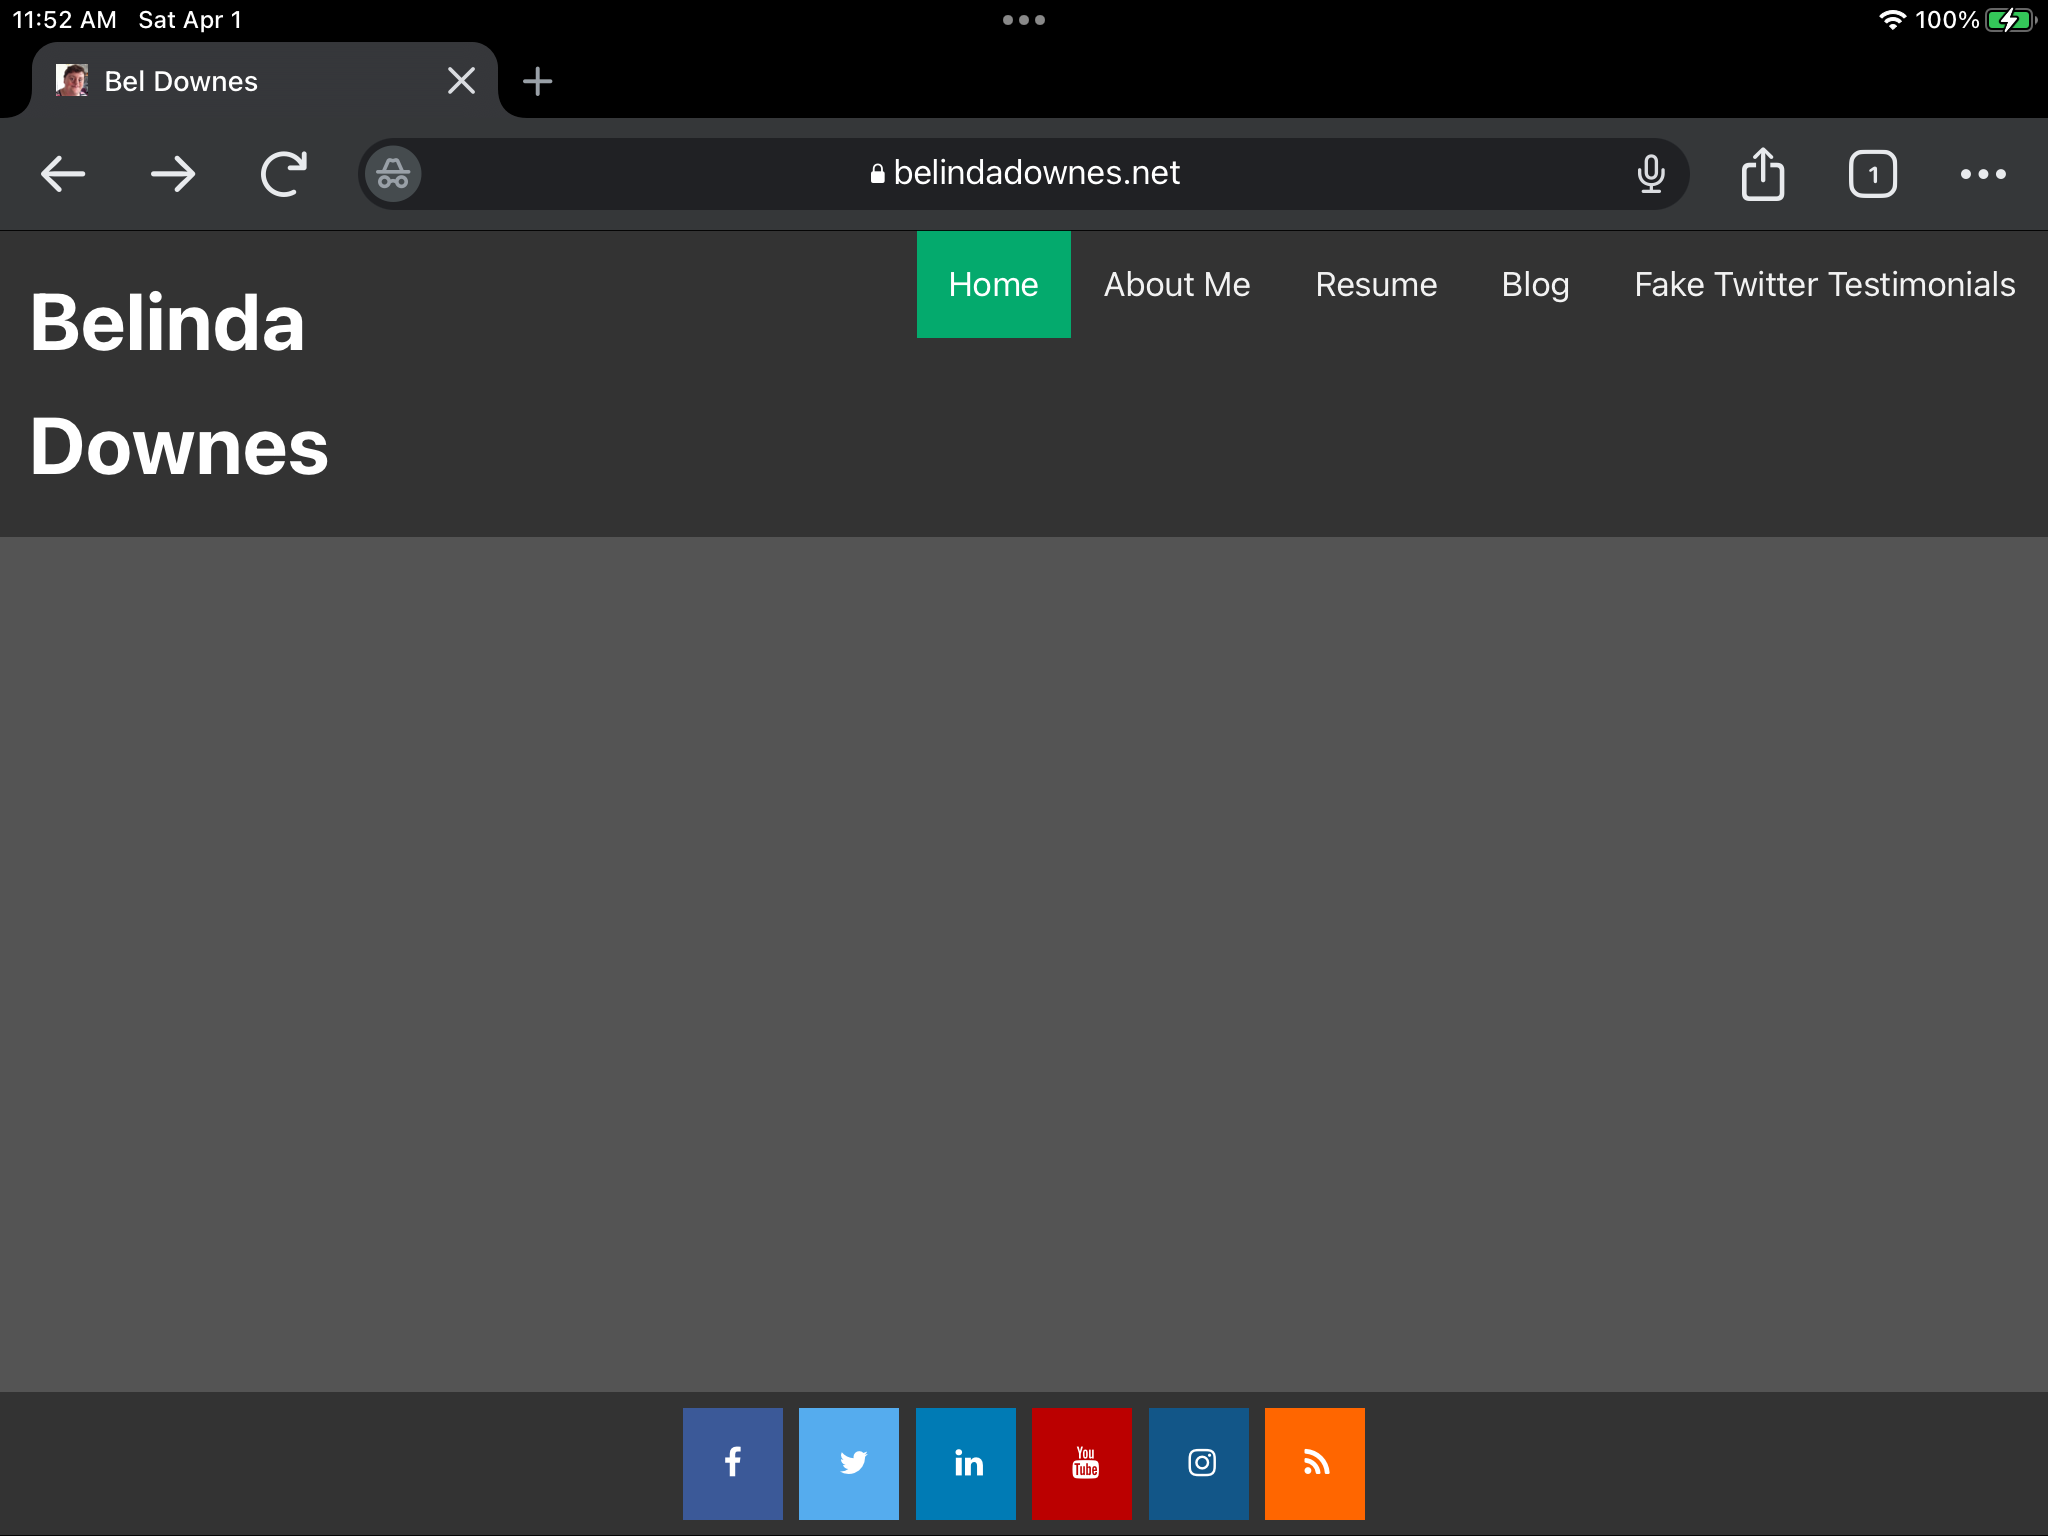 11:52 AM Sat Apr 1
100%
Bel Downes
belindadownes.net
1
Home About Me Resume Blog Fake Twitter Testimonials
Belinda
Downes
f in You Tube